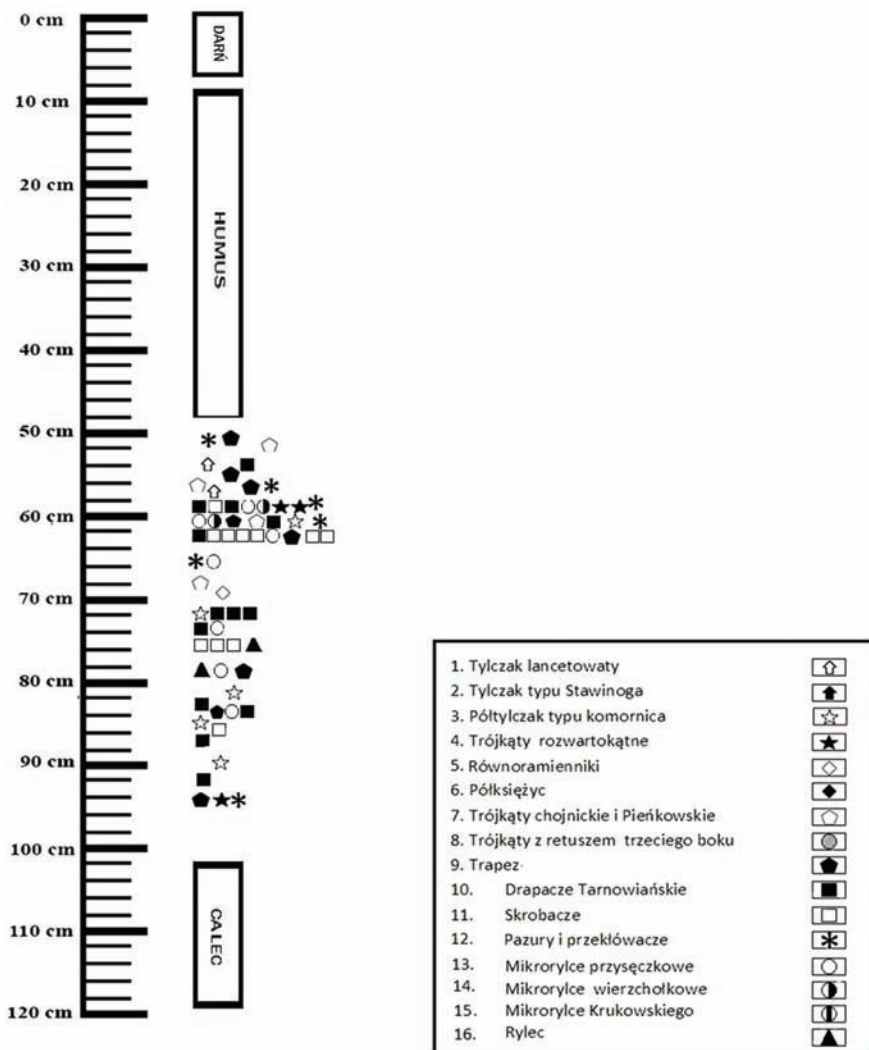 0 cm
DARŃ
10 cm
20 cm
HUMUS
30 cm
40 cm
50 cm
60 cm
70 cm
80 cm
90 cm
100 cm
CALEC
110 cm
120 cm
1. Tylczak lancetowaty
2. Tylczak typu Stawinoga
3. Półtylczak typu komornica
4. Trójkąty rozwartokątne
5. Równoramienniki
6. Półksiężyc
7. Trójkąty chojnickie i Pieńkowskie
8. Trójkąty z retuszem trzeciego boku
9. Trapez
10. Drapacze Tarnowiańskie
11. Skrobacze
12. Pazury i przekłówacze
13. Mikrorylce przysęczkowe
14. Mikrorylce wierzchołkowe
15. Mikrorylce Krukowskiego
16. Rylec